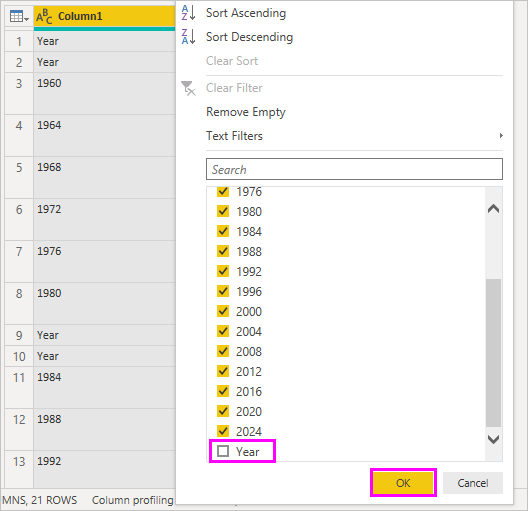 ABC Column1
1 Year
2 Year
3 1960
4 1964
5 1968
6 1972
7 1976
8 1980
9 Year
10 Year
11 1984
12 1988
13 1992
MNS, 21 ROWS Column profiling
A Z Sort Ascending
Z A Sort Descending
Clear Sort
Clear Filter
Remove Empty
Text Filters
Search
1976
1980
1984
1988
1992
1996
2000
2004
2008
2012
2016
2020
2024
Year
OK Cancel